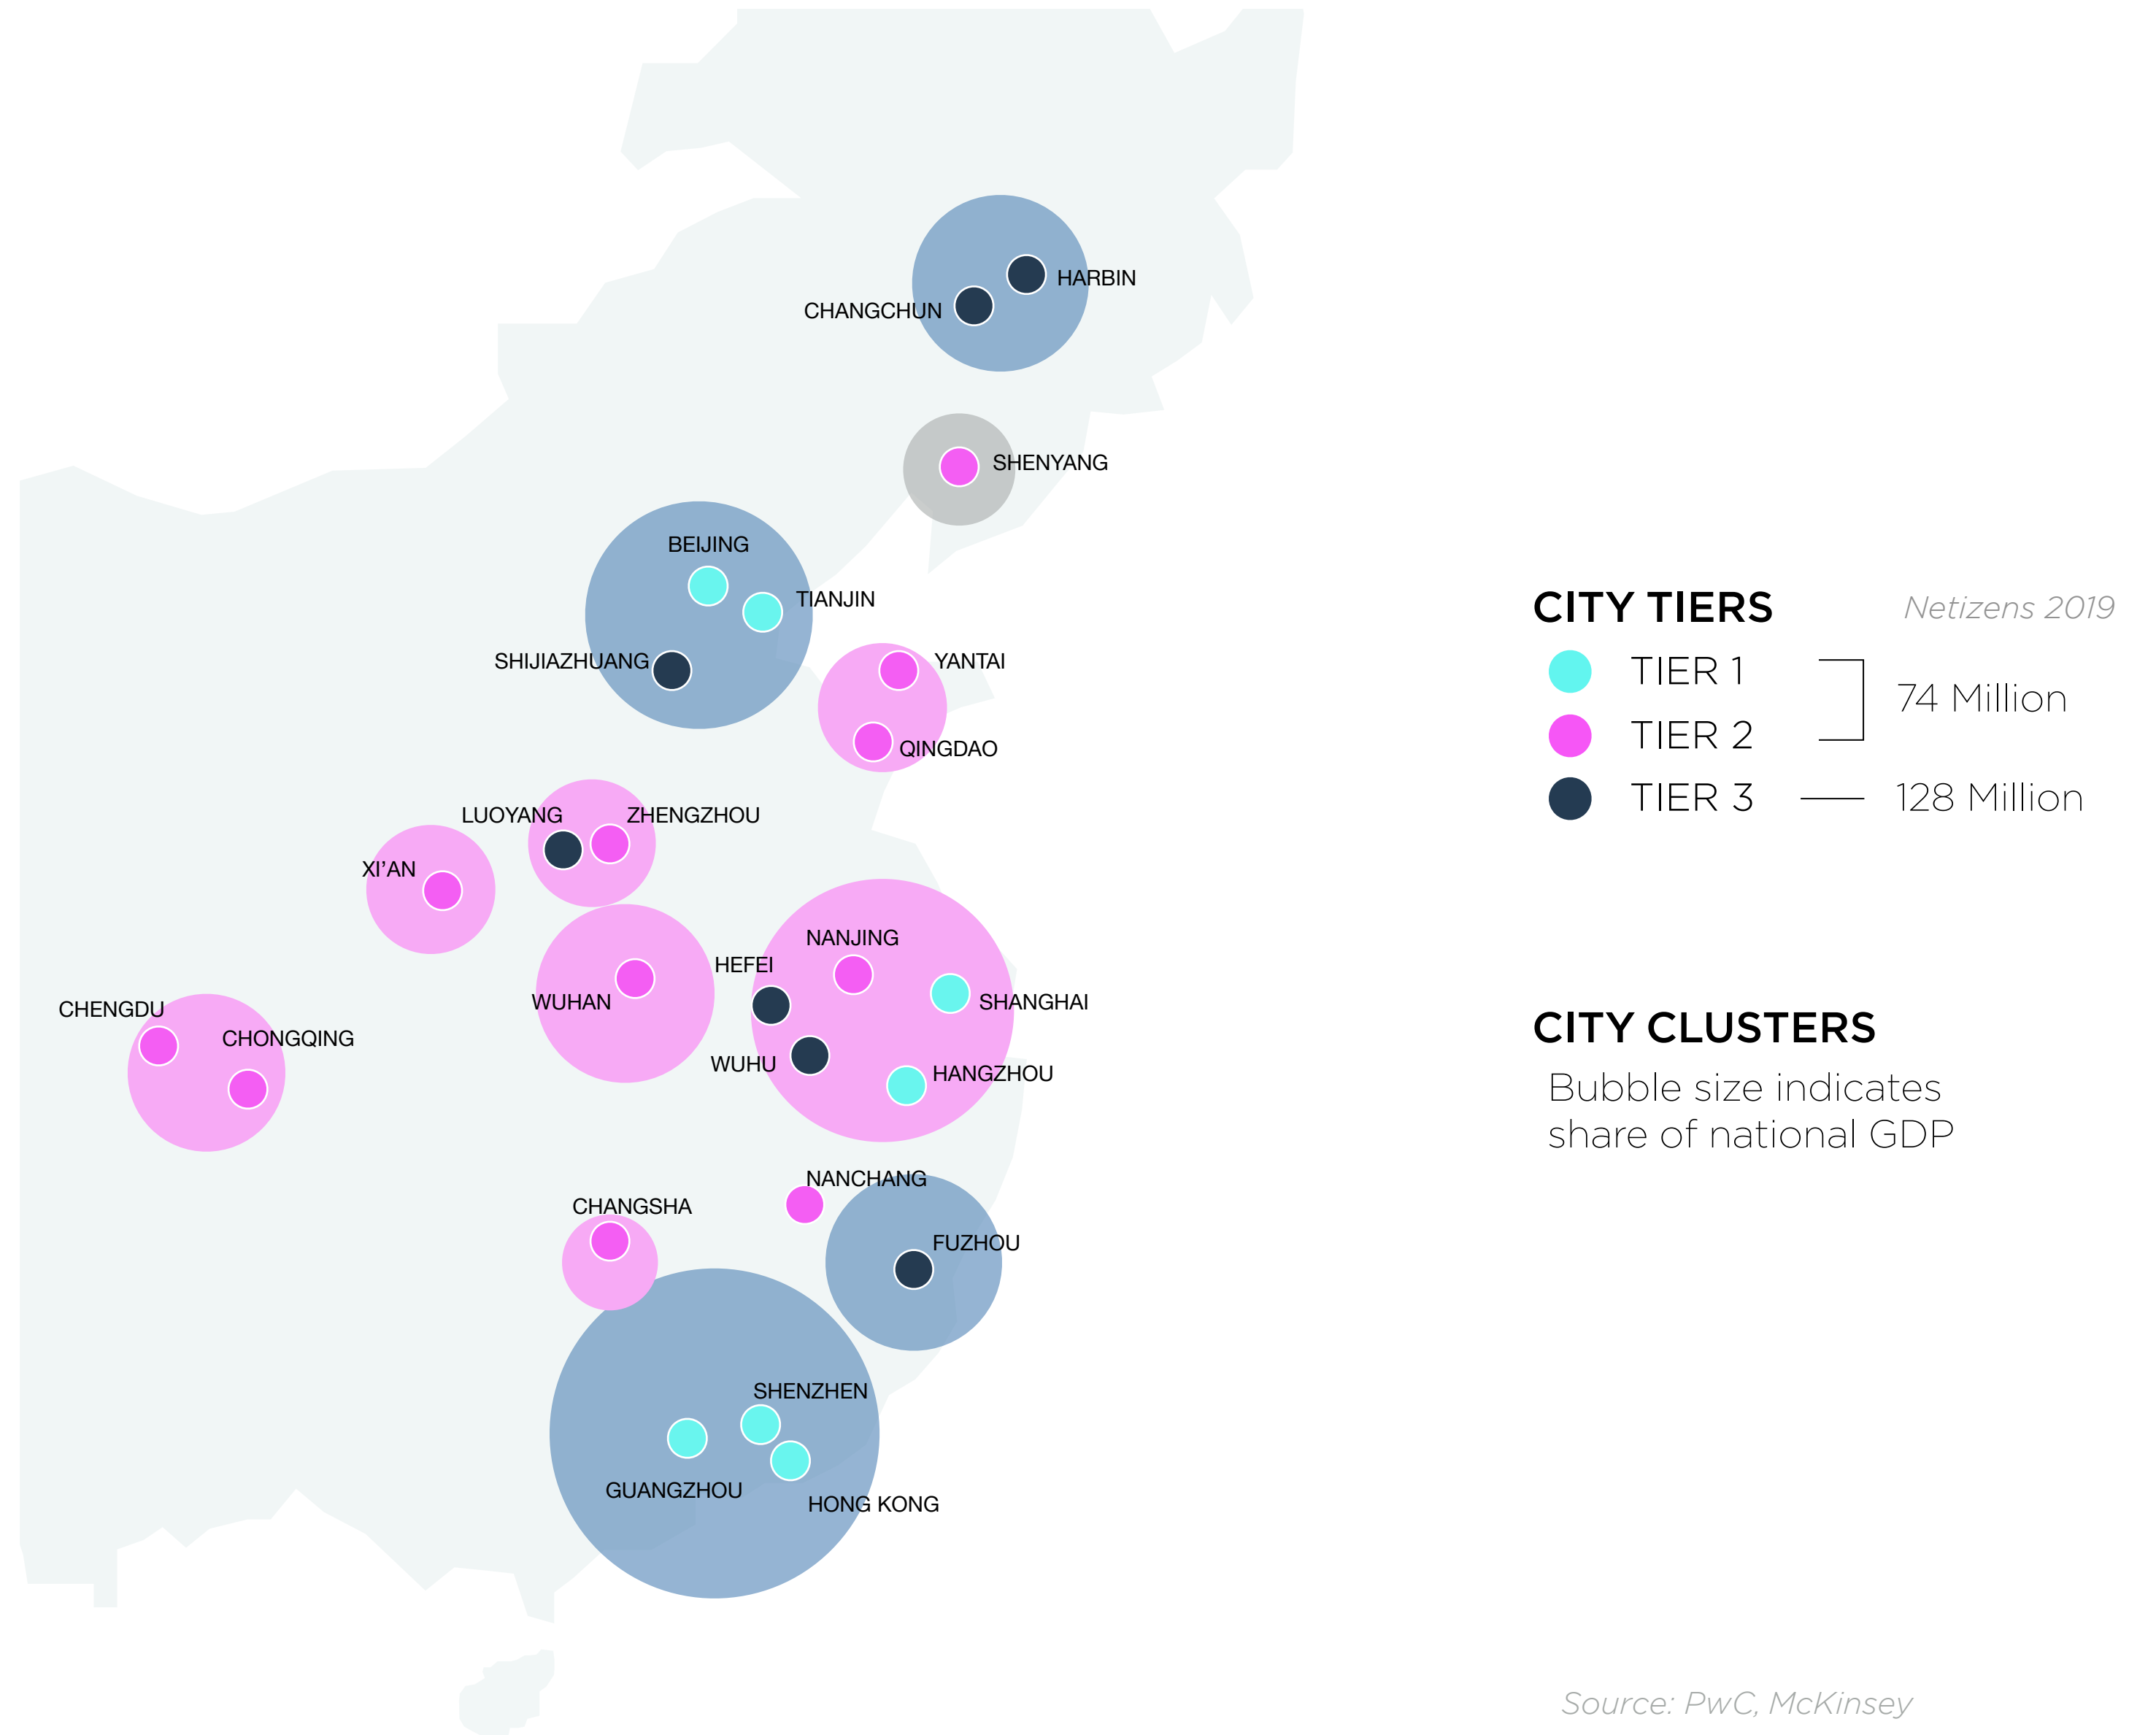 HARBIN
CHANGCHUN
SHENYANG
BEIJING
TIANJIN
SHIJIAZHUANG
YANTAI
QINGDAO
LUOYANG
ZHENGZHOU
XI’AN
NANJING
HEFEI
WUHAN
SHANGHAI
CHENGDU
CHONGQING
WUHU
HANGZHOU
NANCHANG
CHANGSHA
FUZHOU
SHENZHEN
GUANGZHOU
HONG KONG
CITY TIERS
Netizens 2019
TIER 1
74 Million
TIER 2
TIER 3
128 Million
CITY CLUSTERS
Bubble size indicates
share of national GDP
Source: PwC, McKinsey